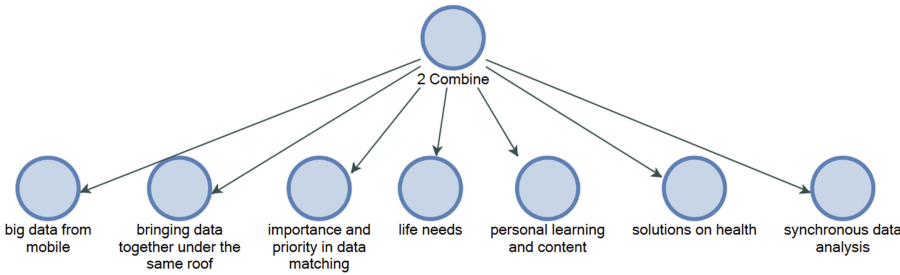 2 Combine
big data from
mobile
bringing data
together under the
same roof
importance and
priority in data
matching
life needs
personal learning
and content
solutions on health
synchronous data
analysis